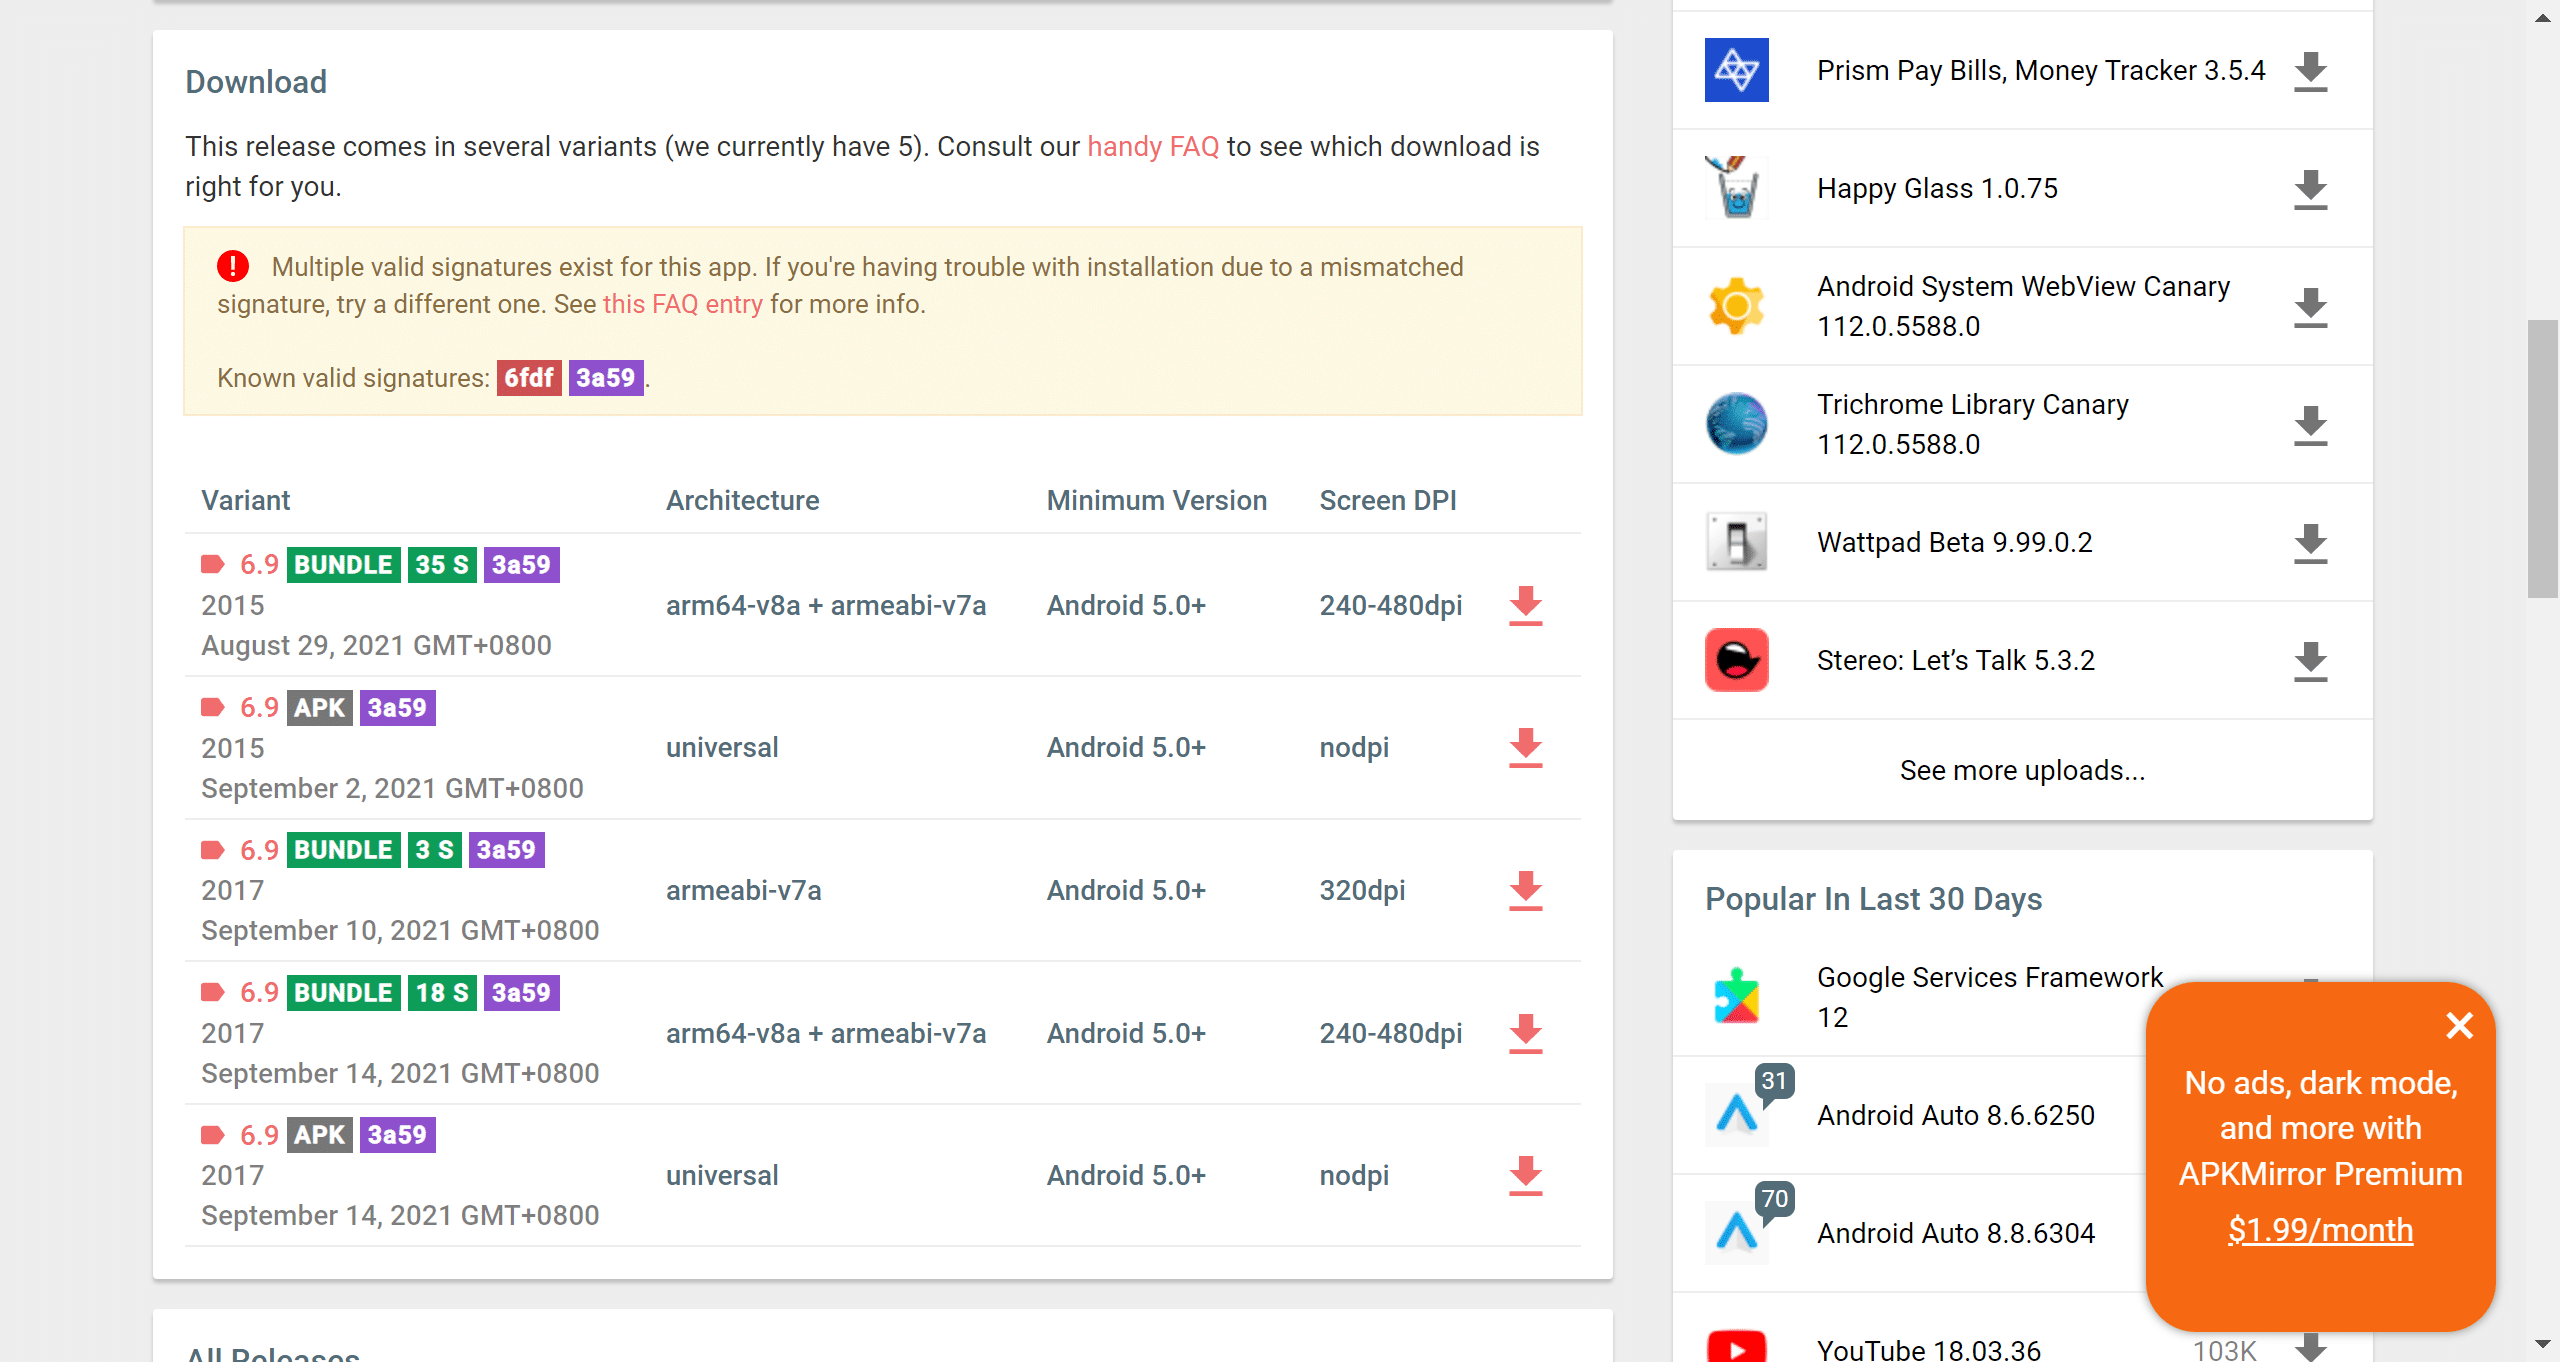 Download
This release comes in several variants (we currently have 5). Consult our handy FAQ to see which download is
right for you.
Multiple valid signatures exist for this app. If you're having trouble with installation due to a mismatched
signature, try a different one. See this FAQ entry for more info.
Known valid signatures: 6fdf 3a59.
Variant Architecture Minimum Version Screen DPI
6.9 BUNDLE 35 S 3a59
2015 arm64-v8a + armeabi-v7a Android 5.0+ 240-480dpi
August 29, 2021 GMT+0800
6.9 APK 3a59
2015 universal Android 5.0+ nodpi
September 2, 2021 GMT+0800
6.9 BUNDLE 3 S 3a59
2017 armeabi-v7a Android 5.0+ 320dpi
September 10, 2021 GMT+0800
6.9 BUNDLE 18 S 3a59
2017 arm64-v8a + armeabi-v7a Android 5.0+ 240-480dpi
September 14, 2021 GMT+0800
6.9 APK 3a59
2017 universal Android 5.0+ nodpi
September 14, 2021 GMT+0800
All Releases
Prism Pay Bills, Money Tracker 3.5.4
Happy Glass 1.0.75
Android System WebView Canary
112.0.5588.0
Trichrome Library Canary
112.0.5588.0
Wattpad Beta 9.99.0.2
Stereo: Let’s Talk 5.3.2
See more uploads...
Popular In Last 30 Days
Google Services Framework
12
31
Android Auto 8.6.6250
70
Android Auto 8.8.6304
YouTube 18.03.36 103K
No ads, dark mode,
and more with
APKMirror Premium
$1.99/month